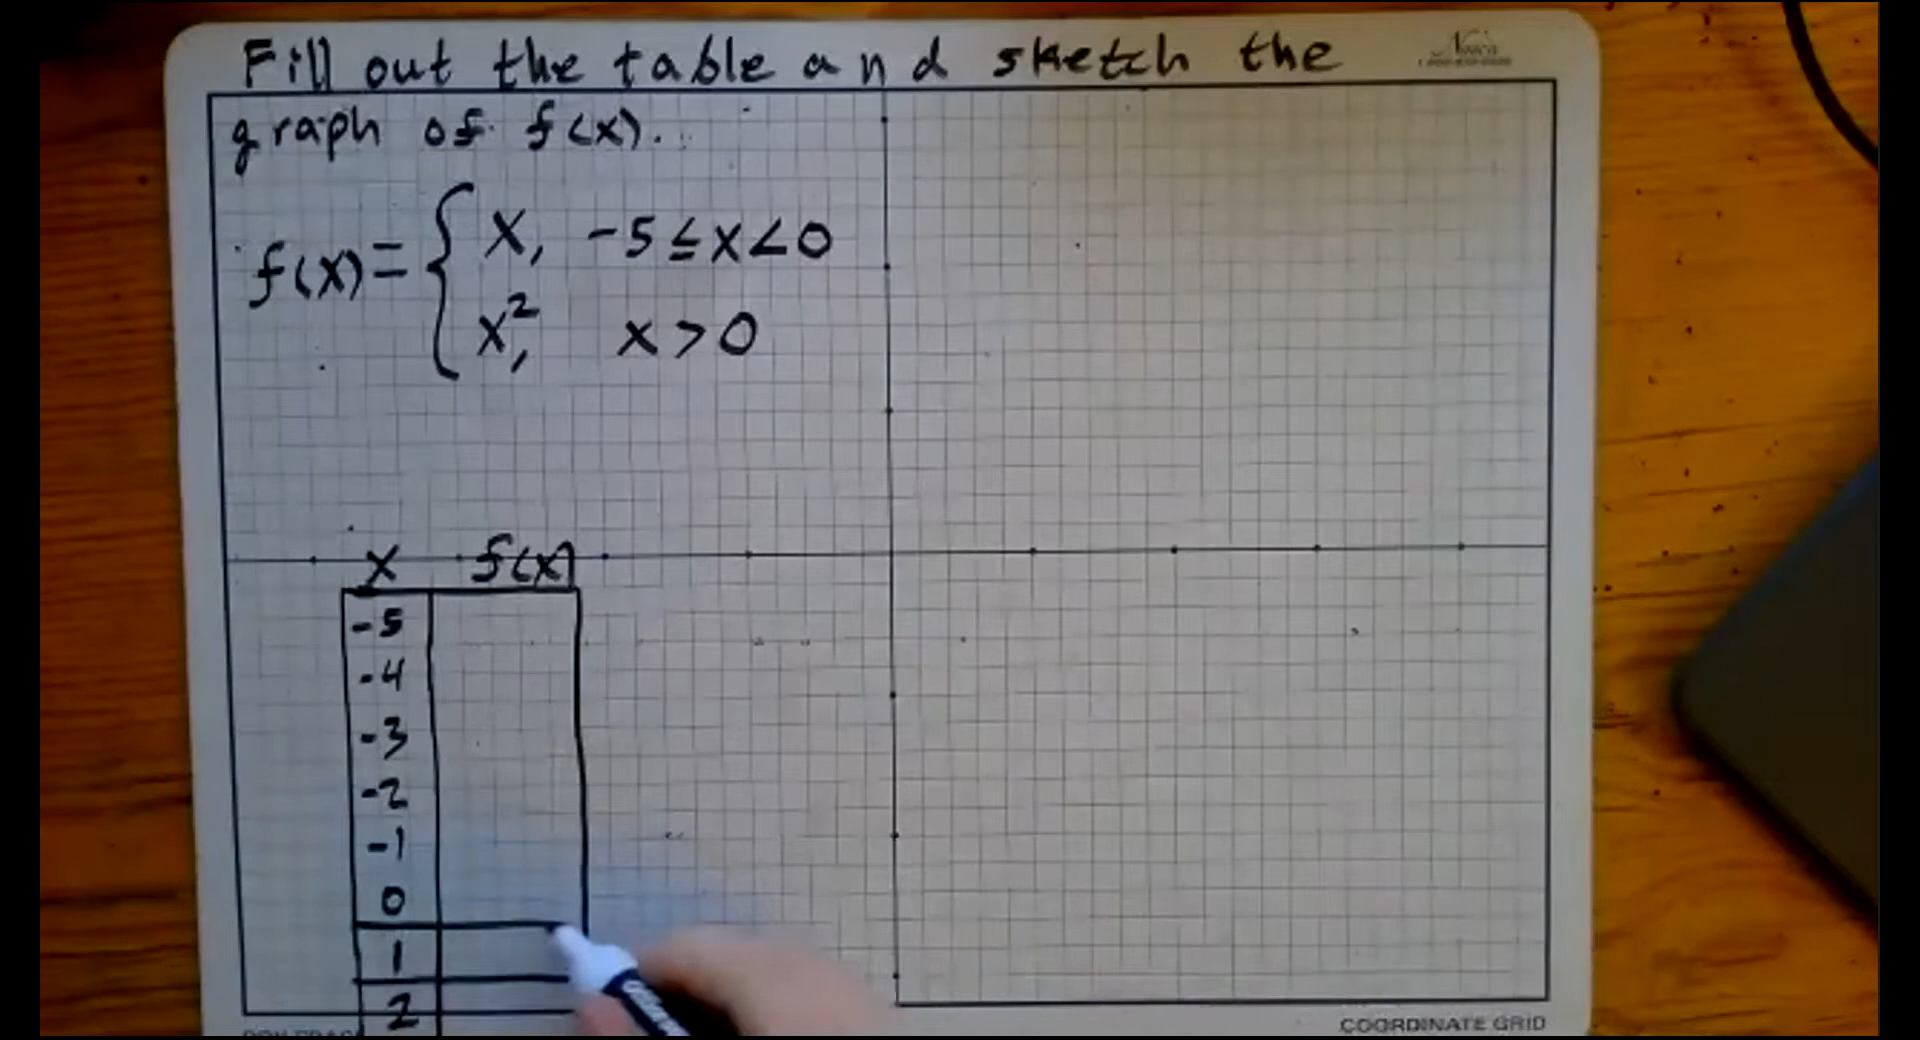 Fill out the table and sketch the
graph of f(x).
f(x)= { x, -5≤x<0
x², x>0
x f(x)
-5
-4
-3
-2
-1
0
1
2
COORDINATE GRID